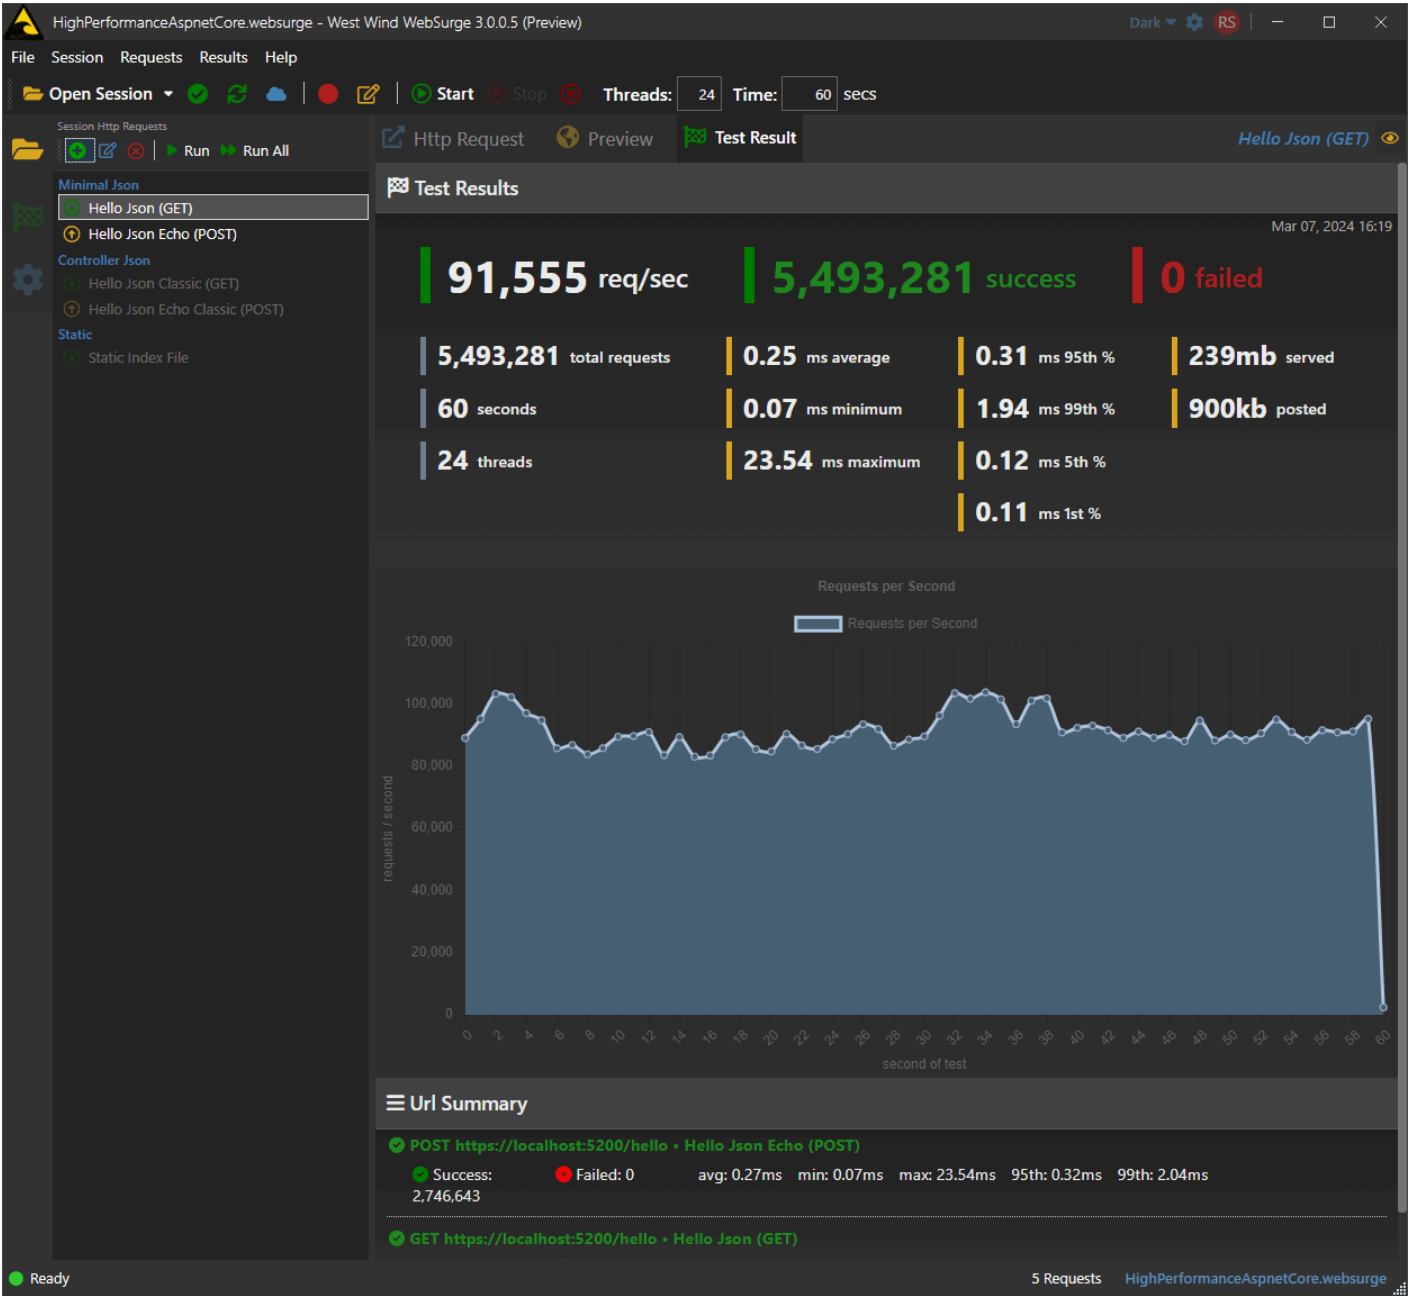 HighPerformanceAspnetCore.websurge - West Wind WebSurge 3.0.0.5 (Preview)
Dark
RS
File Session Requests Results Help
Open Session
Start
Stop
Threads: 24 Time: 60 secs
Session Http Requests
Run Run All
Http Request
Preview
Test Result
Hello Json (GET)
Minimal Json
Hello Json (GET)
Hello Json Echo (POST)
Controller Json
Hello Json Classic (GET)
Hello Json Echo Classic (POST)
Static
Static Index File
Test Results
Mar 07, 2024 16:19
91,555 req/sec
5,493,281 success
0 failed
5,493,281 total requests
0.25 ms average
0.31 ms 95th %
239mb served
60 seconds
0.07 ms minimum
1.94 ms 99th %
900kb posted
24 threads
23.54 ms maximum
0.12 ms 5th %
0.11 ms 1st %
Requests per Second
Requests per Second
120,000
100,000
80,000
60,000
40,000
20,000
0
requests / second
0 2 4 6 8 10 12 14 16 18 20 22 24 26 28 30 32 34 36 38 40 42 44 46 48 50 52 54 56 58 60
second of test
Url Summary
POST https://localhost:5200/hello • Hello Json Echo (POST)
Success: Failed: 0 avg: 0.27ms min: 0.07ms max: 23.54ms 95th: 0.32ms 99th: 2.04ms
2,746,643
GET https://localhost:5200/hello • Hello Json (GET)
Ready
5 Requests
HighPerformanceAspnetCore.websurge